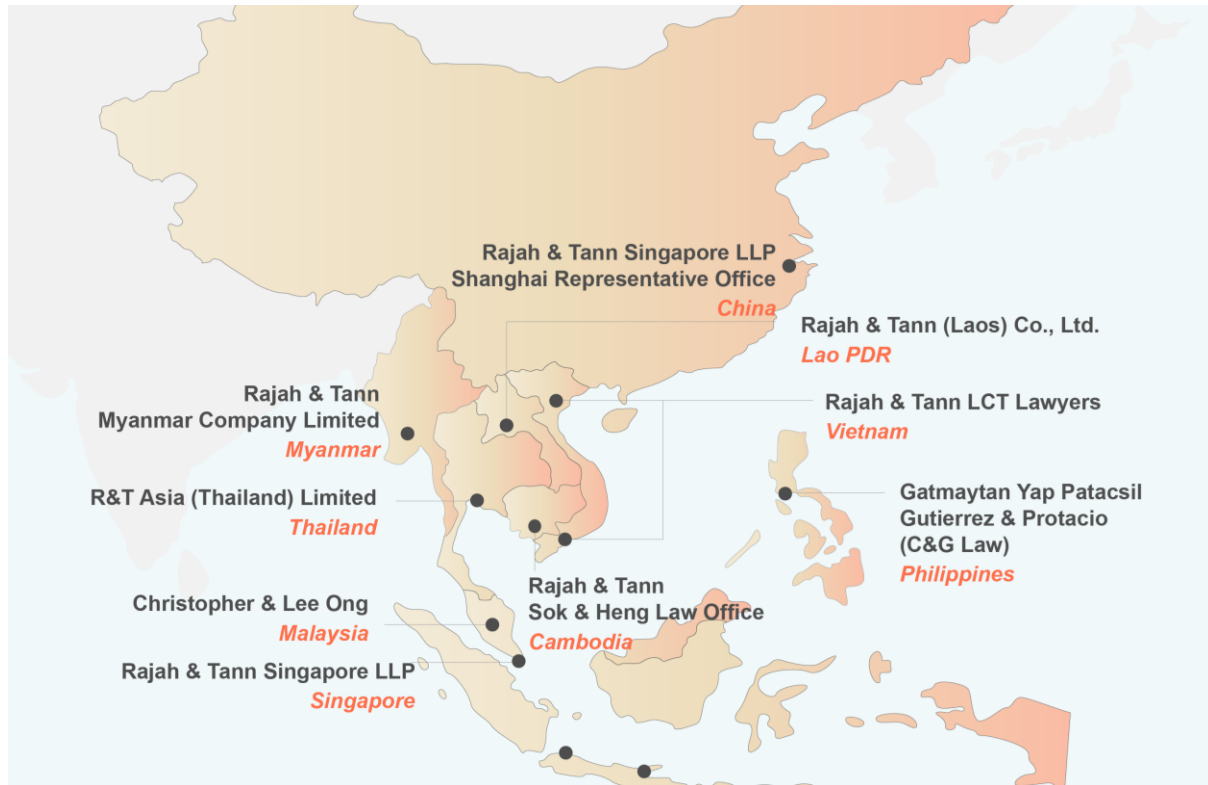 Rajah & Tann Singapore LLP
Shanghai Representative Office
China
Rajah & Tann (Laos) Co., Ltd.
Lao PDR
Rajah & Tann
Myanmar Company Limited
Myanmar
Rajah & Tann LCT Lawyers
Vietnam
R&T Asia (Thailand) Limited
Thailand
Gatmaytan Yap Patacsil
Gutierrez & Protacio
(C&G Law)
Philippines
Rajah & Tann
Sok & Heng Law Office
Cambodia
Christopher & Lee Ong
Malaysia
Rajah & Tann Singapore LLP
Singapore